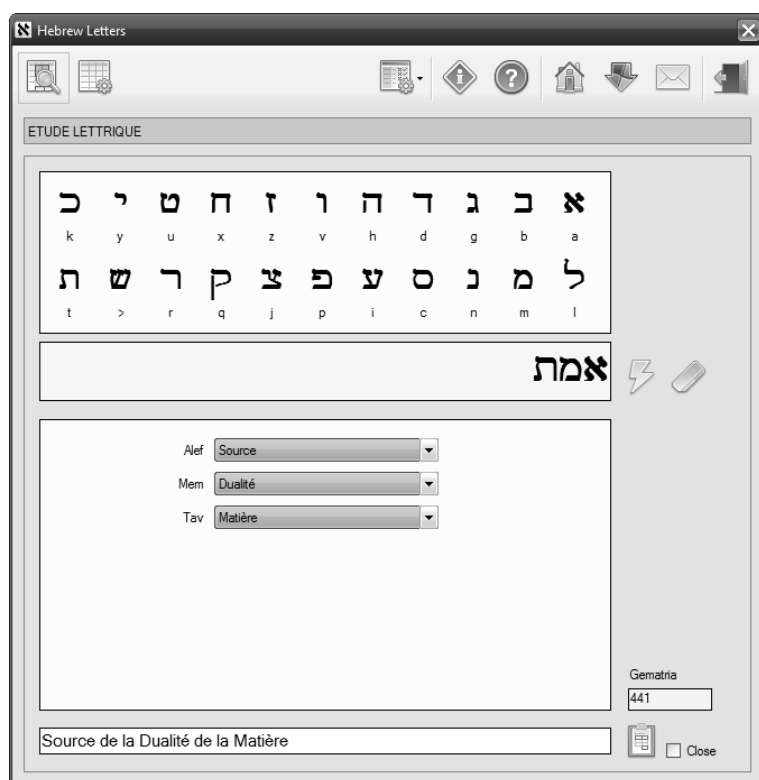 Hebrew Letters
ETUDE LETTRIQUE
א ב ג ד ה ו ז ח ט י כ
k y u x z v h d g b a
ל מ נ ס ע פ צ ק ר ש ת
t > r q j p i c n m l
אמת
Alef Source
Mem Dualité
Tav Matière
Gematria
441
Source de la Dualité de la Matière
Close